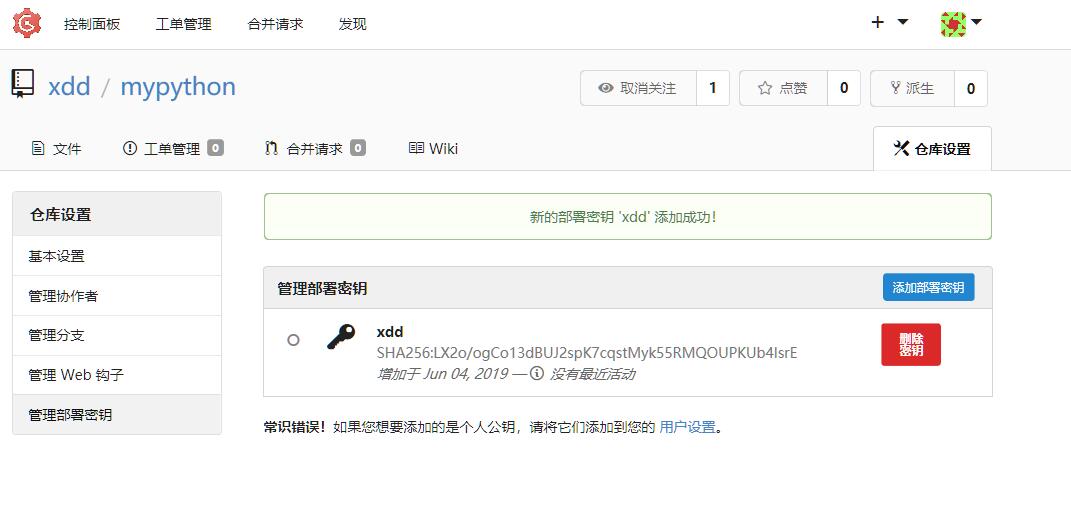 控制面板 工单管理 合并请求 发现
xdd / mypython
取消关注 1 点赞 0 派生 0
文件 工单管理 0 合并请求 0 Wiki 仓库设置
仓库设置
基本设置
管理协作者
管理分支
管理 Web 钩子
管理部署密钥
新的部署密钥 'xdd' 添加成功！
管理部署密钥 添加部署密钥
xdd
SHA256:LX2o/ogCo13dBUJ2spK7cqstMyk55RMQOUPKUb4lsrE
增加于 Jun 04, 2019 — 没有最近活动
删除
密钥
常识错误！如果您想要添加的是个人公钥，请将它们添加到您的 用户设置。